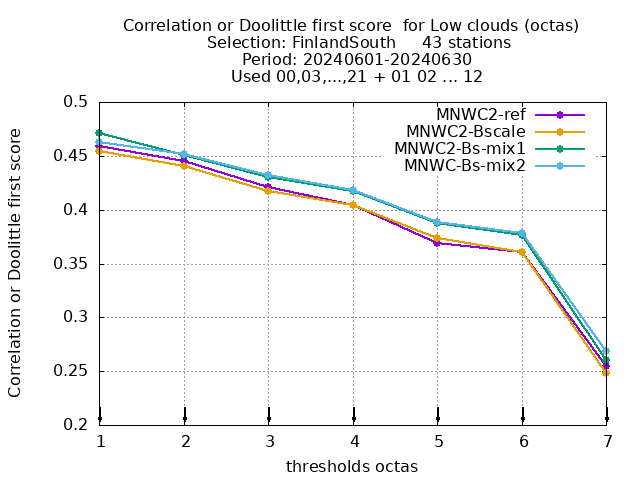 Correlation or Doolittle first score  for Low clouds (octas)
Selection: FinlandSouth     43 stations
Period: 20240601-20240630
Used 00,03,...,21 + 01 02 ... 12
MNWC2-ref
MNWC2-Bscale
MNWC2-Bs-mix1
MNWC-Bs-mix2
Correlation or Doolittle first score
0.5
0.45
0.4
0.35
0.3
0.25
0.2
1 2 3 4 5 6 7
thresholds octas